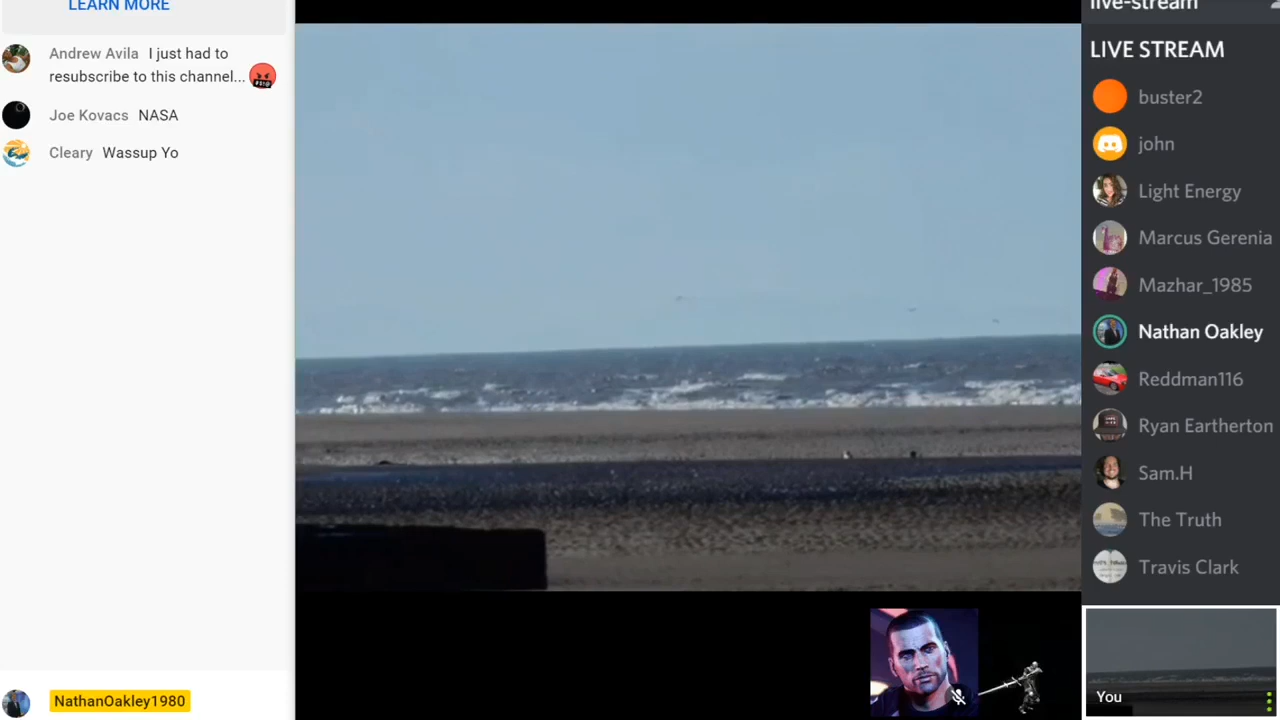 LEARN MORE
Andrew Avila I just had to
resubscribe to this channel...
Joe Kovacs NASA
Cleary Wassup Yo
NathanOakley1980
live-stream
LIVE STREAM
buster2
john
Light Energy
Marcus Gerenia
Mazhar_1985
Nathan Oakley
Reddman116
Ryan Eartherton
Sam.H
The Truth
Travis Clark
You